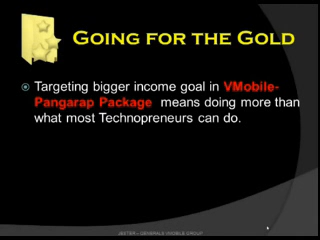 Going for the Gold
Targeting bigger income goal in VMobile-
Pangarap Package means doing more than
what most Technopreneurs can do.